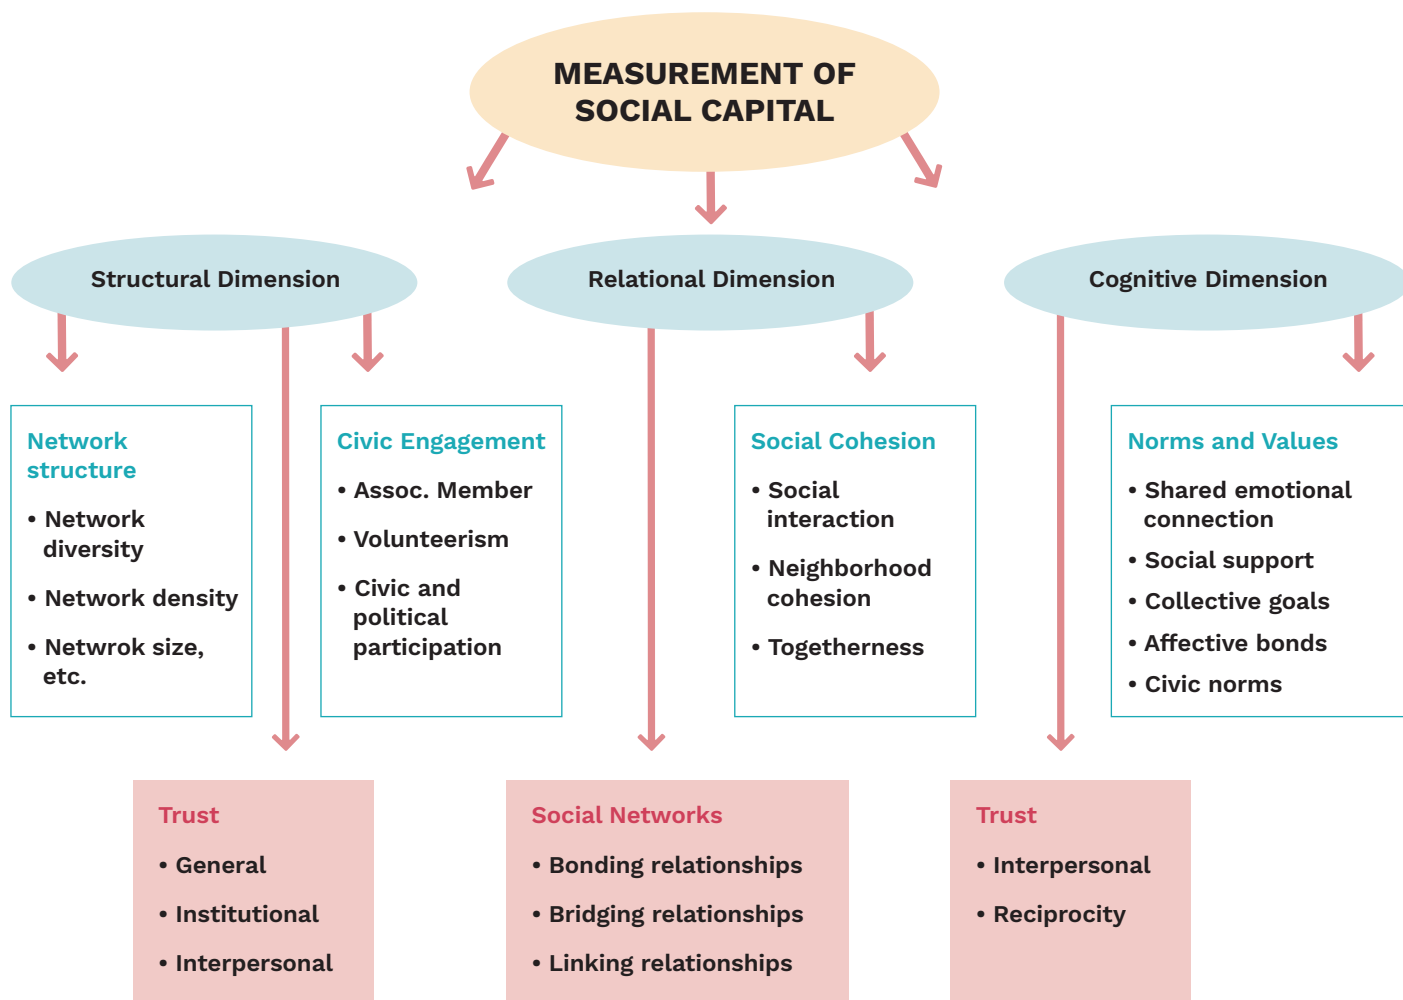 MEASUREMENT OF
SOCIAL CAPITAL
Structural Dimension
Relational Dimension
Cognitive Dimension
Network
structure
• Network
diversity
• Network density
• Netwrok size,
etc.
Civic Engagement
• Assoc. Member
• Volunteerism
• Civic and
political
participation
Social Cohesion
• Social
interaction
• Neighborhood
cohesion
• Togetherness
Norms and Values
• Shared emotional
connection
• Social support
• Collective goals
• Affective bonds
• Civic norms
Trust
• General
• Institutional
• Interpersonal
Social Networks
• Bonding relationships
• Bridging relationships
• Linking relationships
Trust
• Interpersonal
• Reciprocity